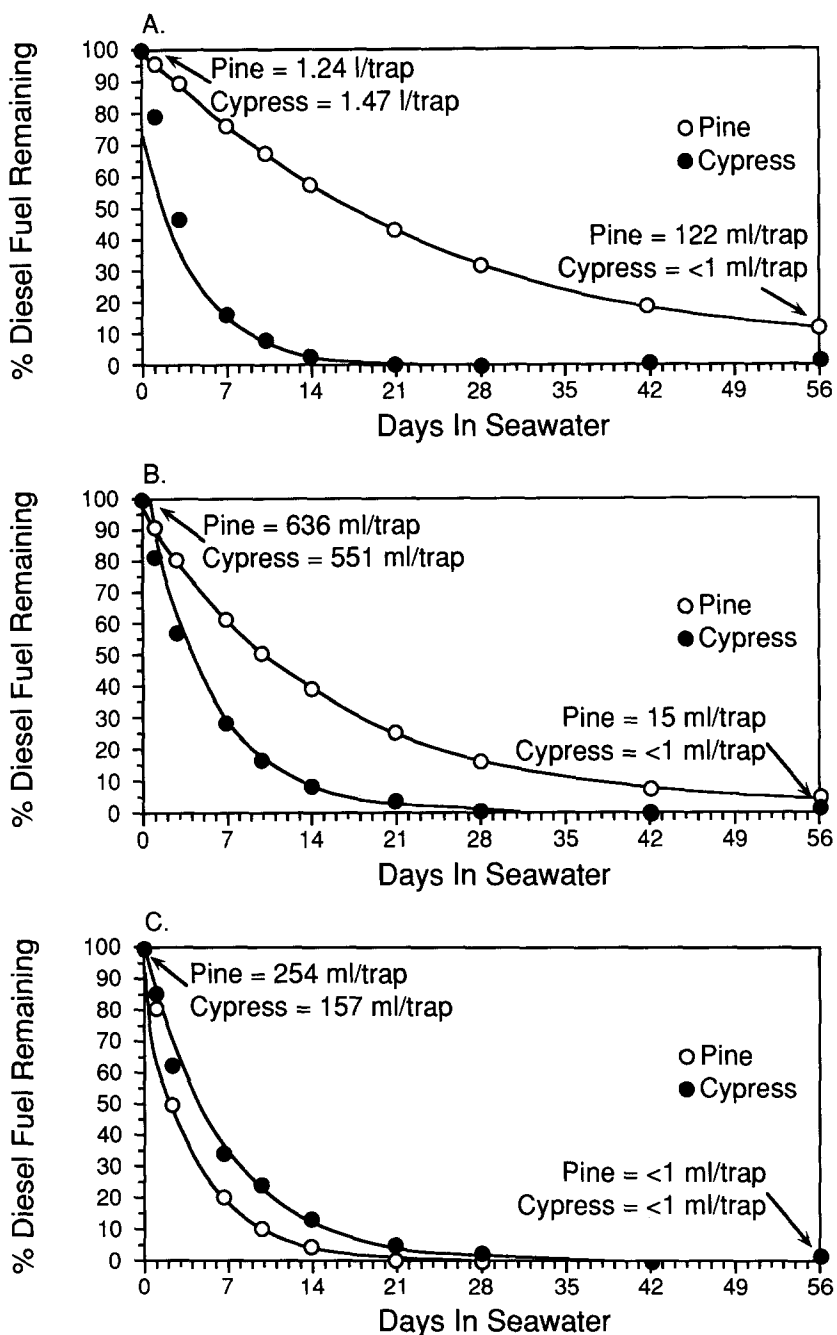 A.
% Diesel Fuel Remaining
100
90
80
70
60
50
40
30
20
10
0
Pine = 1.24 l/trap
Cypress = 1.47 l/trap
Pine
Cypress
Pine = 122 ml/trap
Cypress = <1 ml/trap
0 7 14 21 28 35 42 49 56
Days In Seawater
B.
% Diesel Fuel Remaining
100
90
80
70
60
50
40
30
20
10
0
Pine = 636 ml/trap
Cypress = 551 ml/trap
Pine
Cypress
Pine = 15 ml/trap
Cypress = <1 ml/trap
0 7 14 21 28 35 42 49 56
Days In Seawater
C.
% Diesel Fuel Remaining
100
90
80
70
60
50
40
30
20
10
0
Pine = 254 ml/trap
Cypress = 157 ml/trap
Pine
Cypress
Pine = <1 ml/trap
Cypress = <1 ml/trap
0 7 14 21 28 35 42 49 56
Days In Seawater